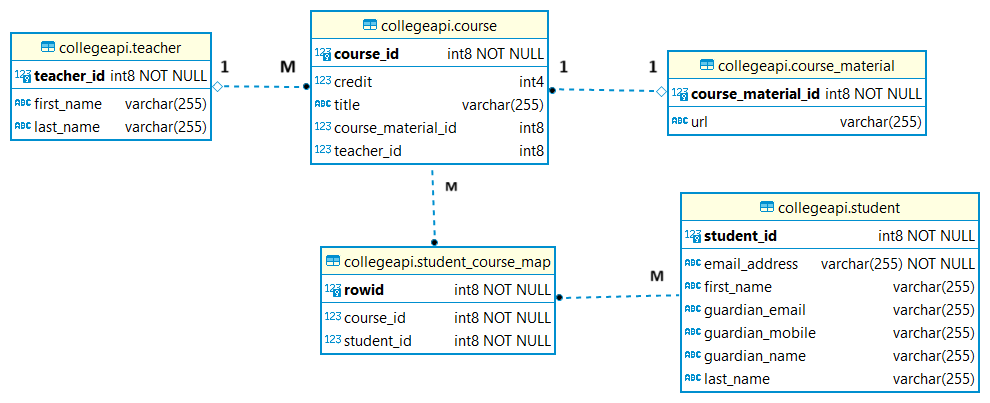 collegeapi.teacher
123 teacher_id int8 NOT NULL
ABC first_name varchar(255)
ABC last_name varchar(255)
1 M
collegeapi.course
123 course_id int8 NOT NULL
123 credit int4
ABC title varchar(255)
123 course_material_id int8
123 teacher_id int8
1 1
collegeapi.course_material
123 course_material_id int8 NOT NULL
ABC url varchar(255)
M
collegeapi.student_course_map
123 rowid int8 NOT NULL
123 course_id int8 NOT NULL
123 student_id int8 NOT NULL
M
collegeapi.student
123 student_id int8 NOT NULL
ABC email_address varchar(255) NOT NULL
ABC first_name varchar(255)
ABC guardian_email varchar(255)
ABC guardian_mobile varchar(255)
ABC guardian_name varchar(255)
ABC last_name varchar(255)